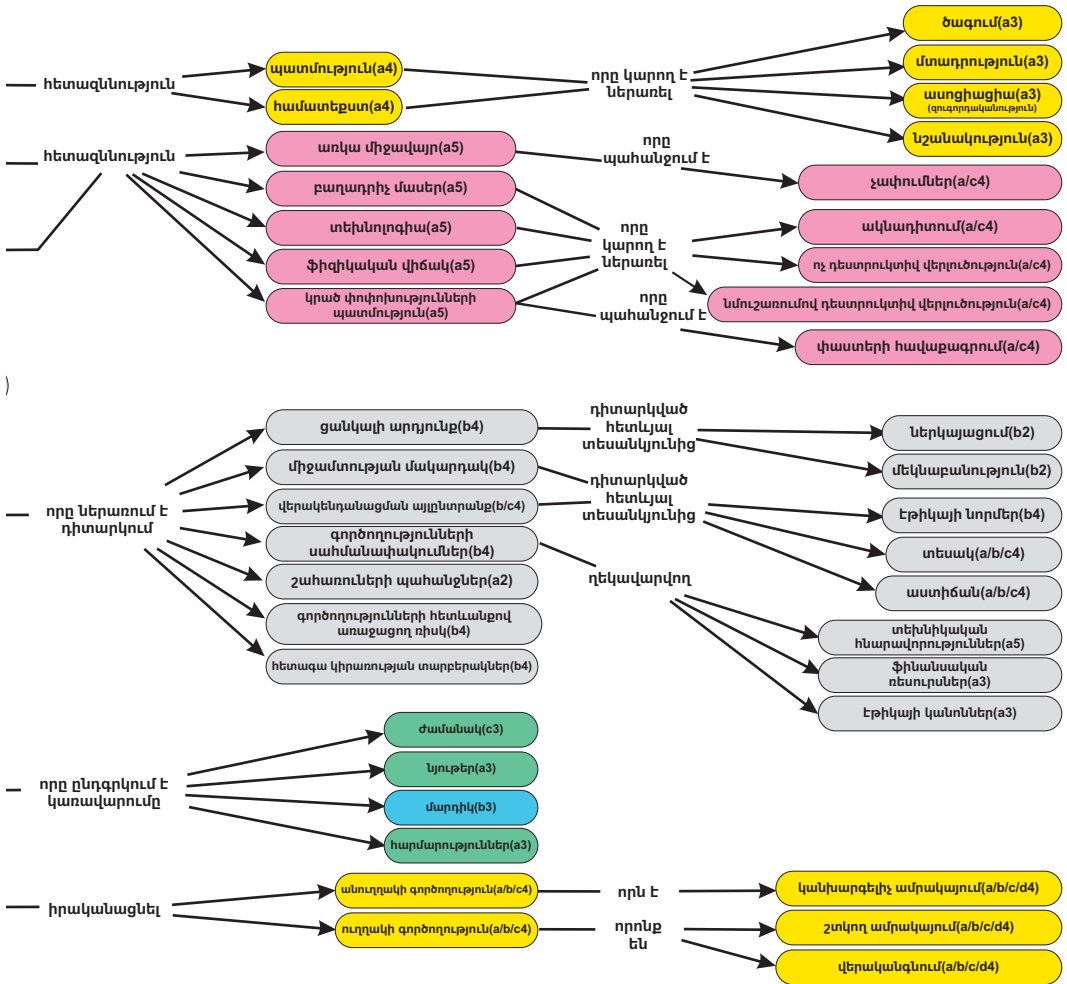 հետազննություն
պատմություն(a4)
համատեքստ(a4)
որը կարող է
ներառել
ծագում(a3)
մտադրություն(a3)
ասոցիացիա(a3)
(զուգորդականություն)
նշանակություն(a3)
հետազննություն
առկա միջավայր(a5)
բաղադրիչ մասեր(a5)
տեխնոլոգիա(a5)
ֆիզիկական վիճակ(a5)
կրած փոփոխությունների
պատմություն(a5)
որը
պահանջում է
որը
կարող է
ներառել
որը
պահանջում է
չափումներ(a/c4)
ակնադիտում(a/c4)
ոչ դեստրուկտիվ վերլուծություն(a/c4)
նմուշառումով դեստրուկտիվ վերլուծություն(a/c4)
փաստերի հավաքագրում(a/c4)
)
որը ներառում է
դիտարկում
ցանկալի արդյունք(b4)
միջամտության մակարդակ(b4)
վերակենդանացման այլընտրանք(b/c4)
գործողությունների
սահմանափակումներ(b4)
շահառուների պահանջներ(a2)
գործողությունների հետևանքով
առաջացող ռիսկ(b4)
հետագա կիրառության տարբերակներ(b4)
դիտարկված
հետևյալ
տեսանկյունից
դիտարկված
հետևյալ
տեսանկյունից
ղեկավարվող
ներկայացում(b2)
մեկնաբանություն(b2)
էթիկայի նորմեր(b4)
տեսակ(a/b/c4)
աստիճան(a/b/c4)
տեխնիկական
հնարավորություններ(a5)
ֆինանսական
ռեսուրսներ(a3)
էթիկայի կանոններ(a3)
որը ընդգրկում է
կառավարումը
ժամանակ(c3)
նյութեր(a3)
մարդիկ(b3)
հարմարություններ(a3)
իրականացնել
անուղղակի գործողություն(a/b/c4)
ուղղակի գործողություն(a/b/c4)
որն է
որոնք
են
կանխարգելիչ ամրակայում(a/b/c/d4)
շտկող ամրակայում(a/b/c/d4)
վերականգնում(a/b/c/d4)